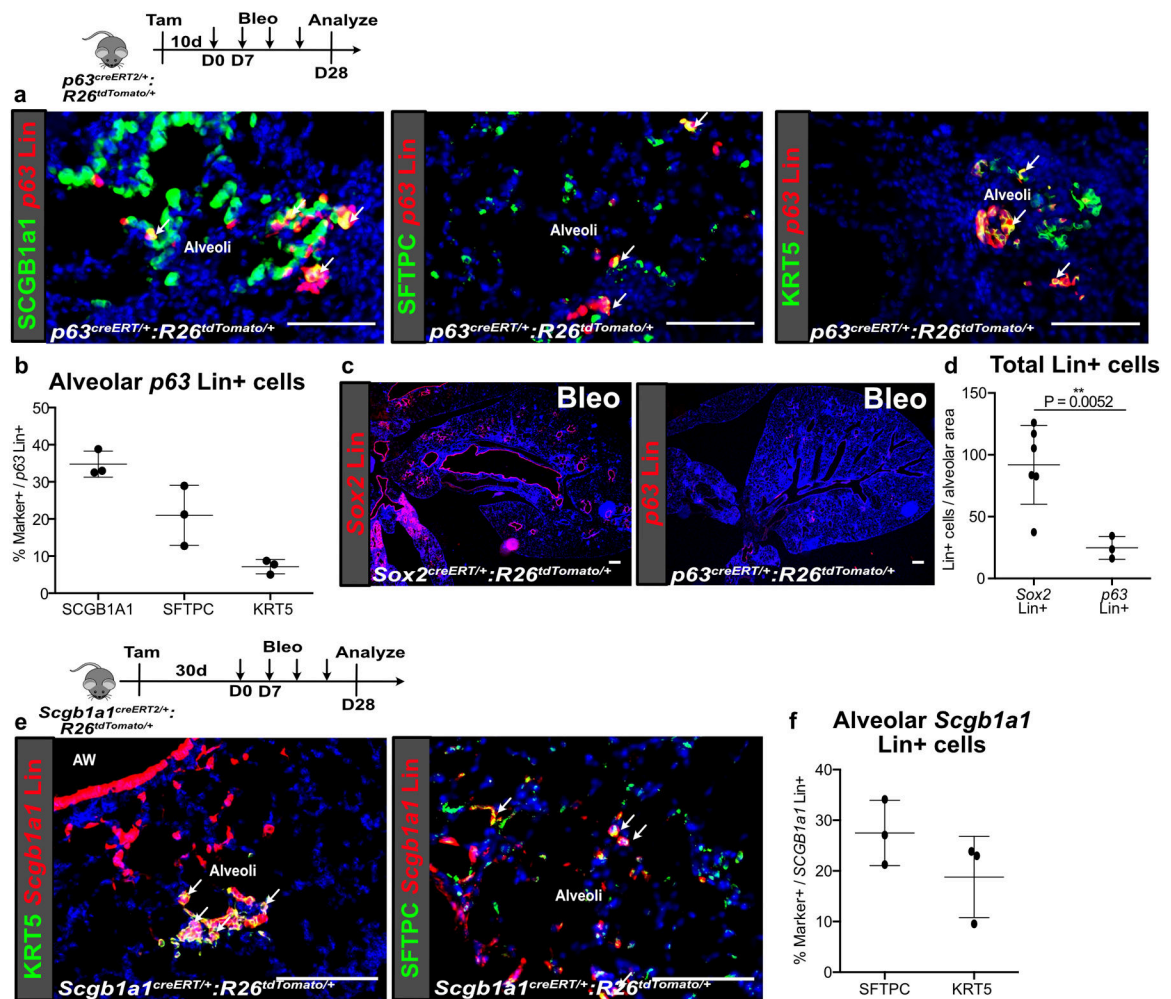 Tam
Bleo
Analyze
10d
D0
D7
D28
p63creERT2/+:
R26tdTomato/+
a
SCGB1a1 p63 Lin
Alveoli
p63creERT/+:R26tdTomato/+
SFTPC p63 Lin
Alveoli
p63creERT/+:R26tdTomato/+
KRT5 p63 Lin
Alveoli
p63creERT/+:R26tdTomato/+
b
Alveolar p63 Lin+ cells
% Marker+ / p63 Lin+
50
40
30
20
10
0
SCGB1A1
SFTPC
KRT5
c
Sox2 Lin
Bleo
Sox2creERT/+:R26tdTomato/+
p63 Lin
Bleo
p63creERT/+:R26tdTomato/+
d
Total Lin+ cells
**
P = 0.0052
Lin+ cells / alveolar area
150
100
50
0
Sox2
Lin+
p63
Lin+
Tam
Bleo
Analyze
30d
D0
D7
D28
Scgb1a1creERT2/+:
R26tdTomato/+
e
KRT5 Scgb1a1 Lin
AW
Alveoli
Scgb1a1creERT/+:R26tdTomato/+
SFTPC Scgb1a1 Lin
Alveoli
Scgb1a1creERT/+:R26tdTomato/+
f
Alveolar Scgb1a1
Lin+ cells
% Marker+ / SCGB1a1 Lin+
40
30
20
10
0
SFTPC
KRT5